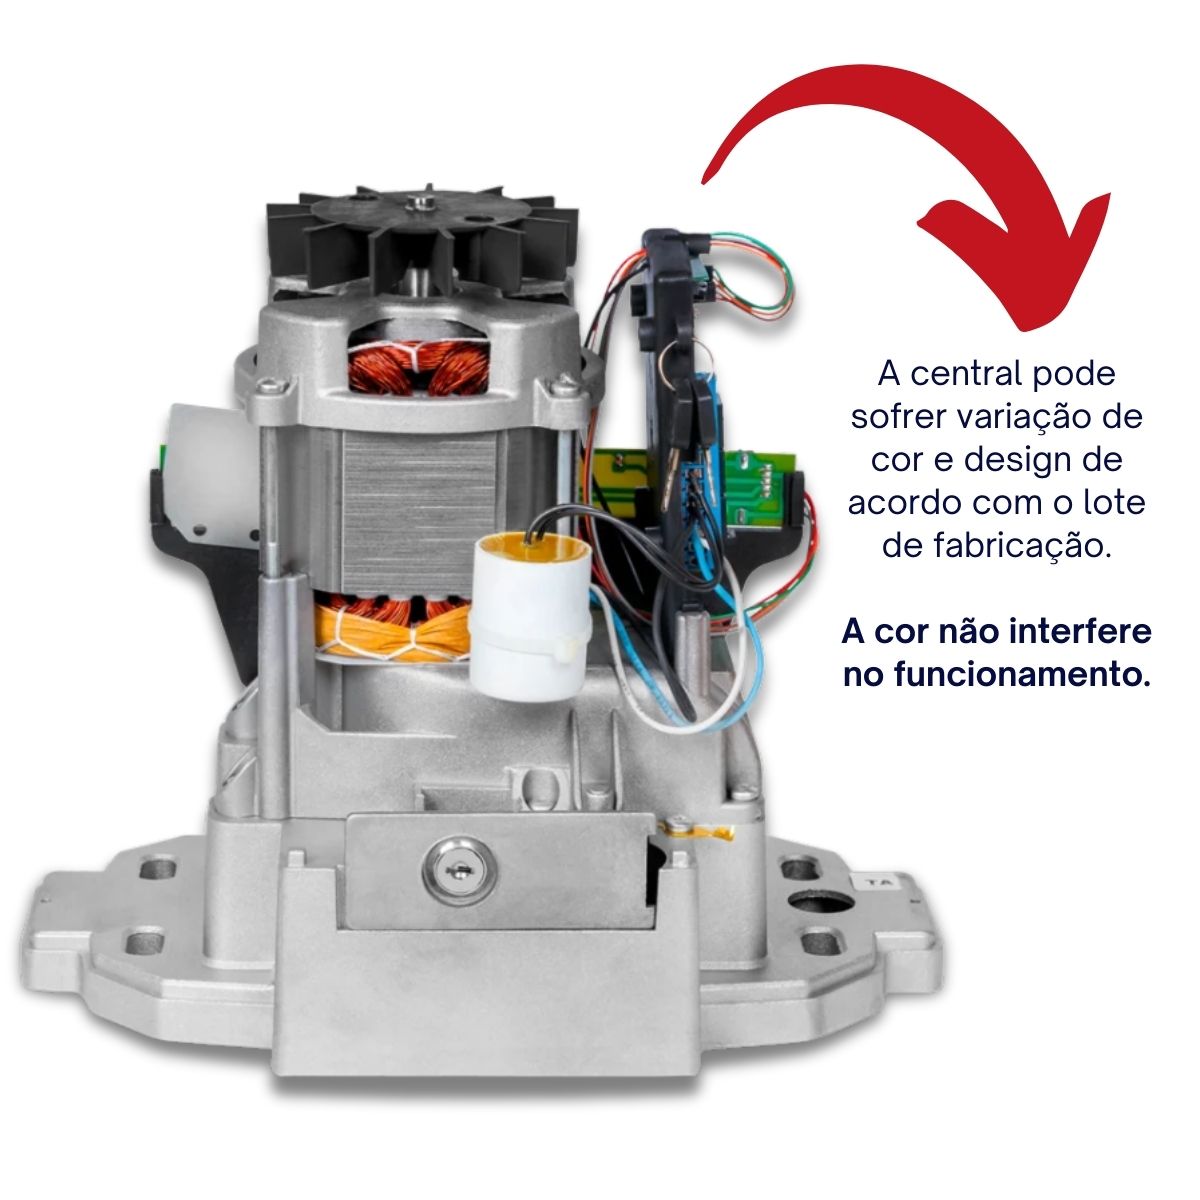 A central pode
sofrer variação de
cor e design de
acordo com o lote
de fabricação.
A cor não interfere
no funcionamento.
TA